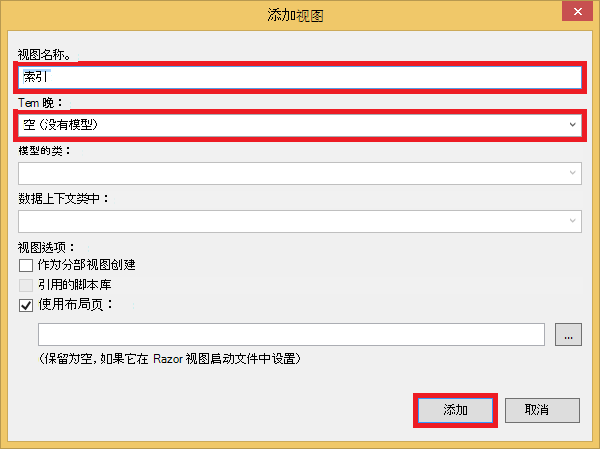 添加视图
视图名称。
索引
Tem 晚：
空（没有模型）
模型的类：
数据上下文类中：
视图选项：
作为分部视图创建
引用的脚本库
使用布局页：
...
（保留为空，如果它在 Razor 视图启动文件中设置）
添加
取消